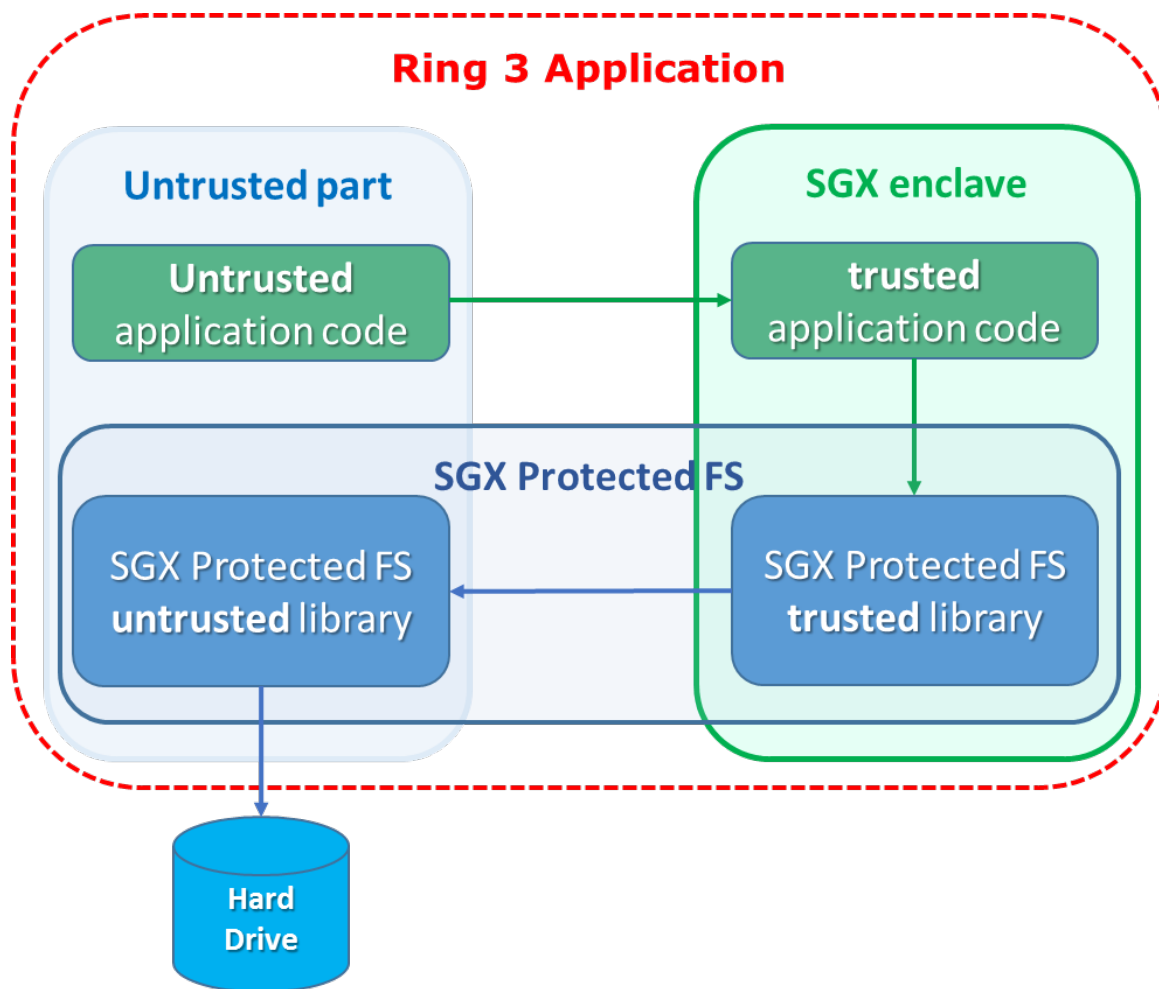 Ring 3 Application
Untrusted part
SGX enclave
Untrusted
application code
trusted
application code
SGX Protected FS
SGX Protected FS
untrusted library
SGX Protected FS
trusted library
Hard
Drive